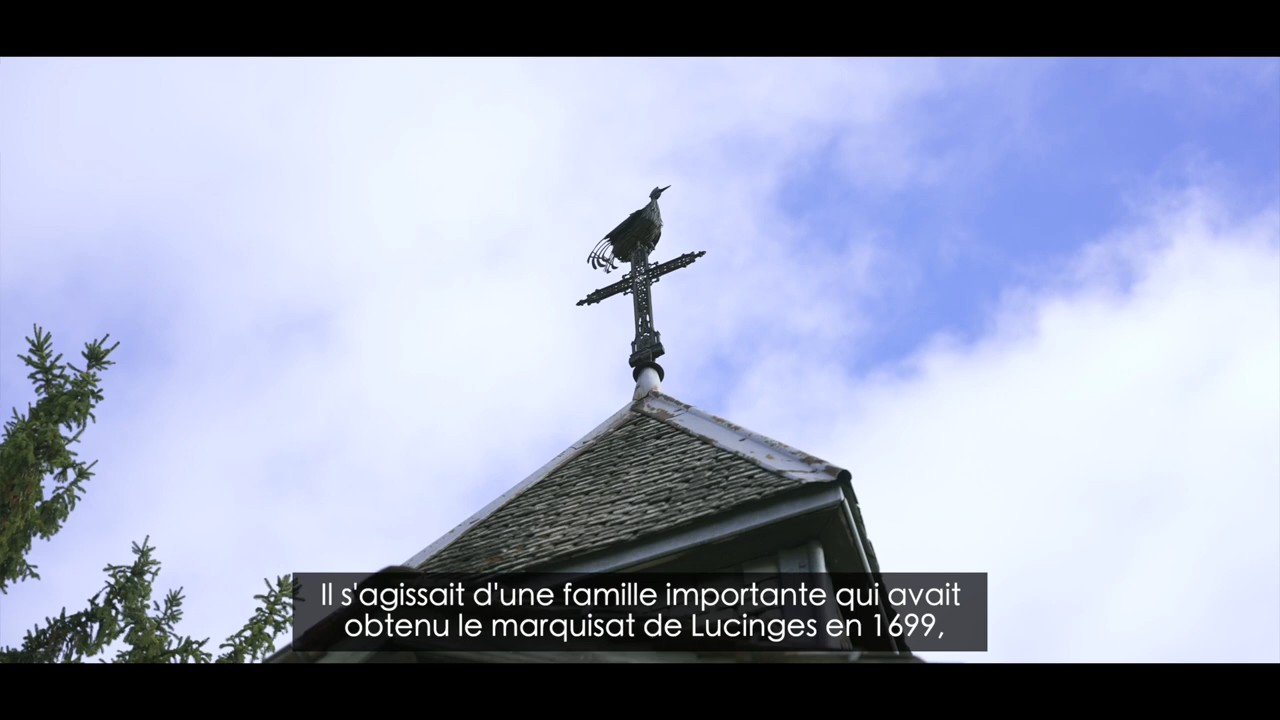 Il s'agissait d'une famille importante qui avait
obtenu le marquisat de Lucinges en 1699,